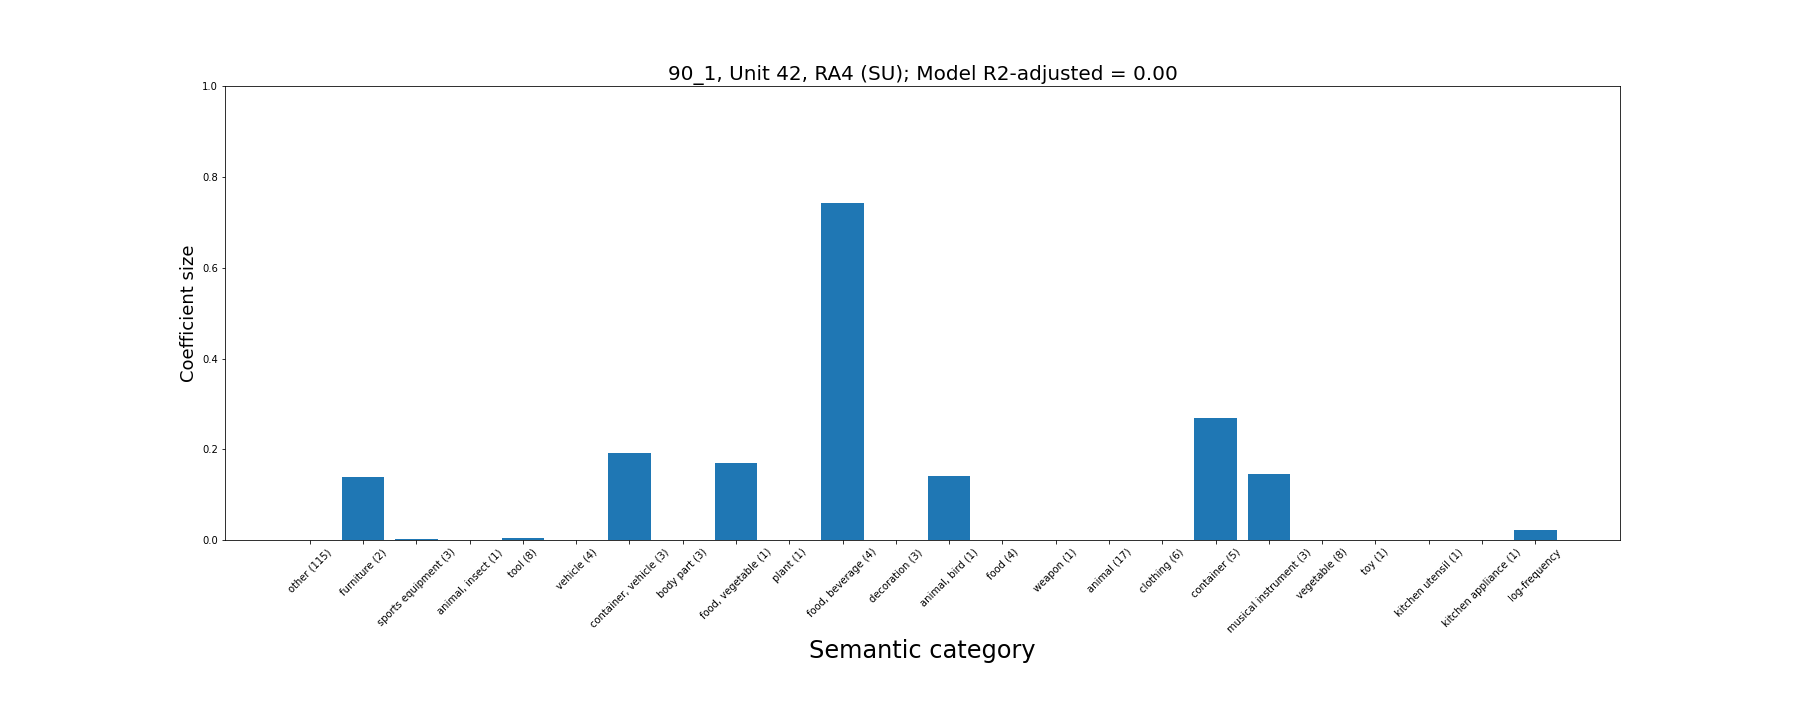 90_1, Unit 42, RA4 (SU); Model R2-adjusted = 0.00
1.0
0.8
0.6
0.4
0.2
0.0
Coefficient size
other (115)
furniture (2)
sports equipment (3)
animal, insect (1)
tool (8)
vehicle (4)
container, vehicle (3)
body part (3)
food, vegetable (1)
plant (1)
food, beverage (4)
decoration (3)
animal, bird (1)
food (4)
weapon (1)
animal (17)
clothing (6)
container (5)
musical instrument (3)
vegetable (8)
toy (1)
kitchen utensil (1)
kitchen appliance (1)
log-frequency
Semantic category